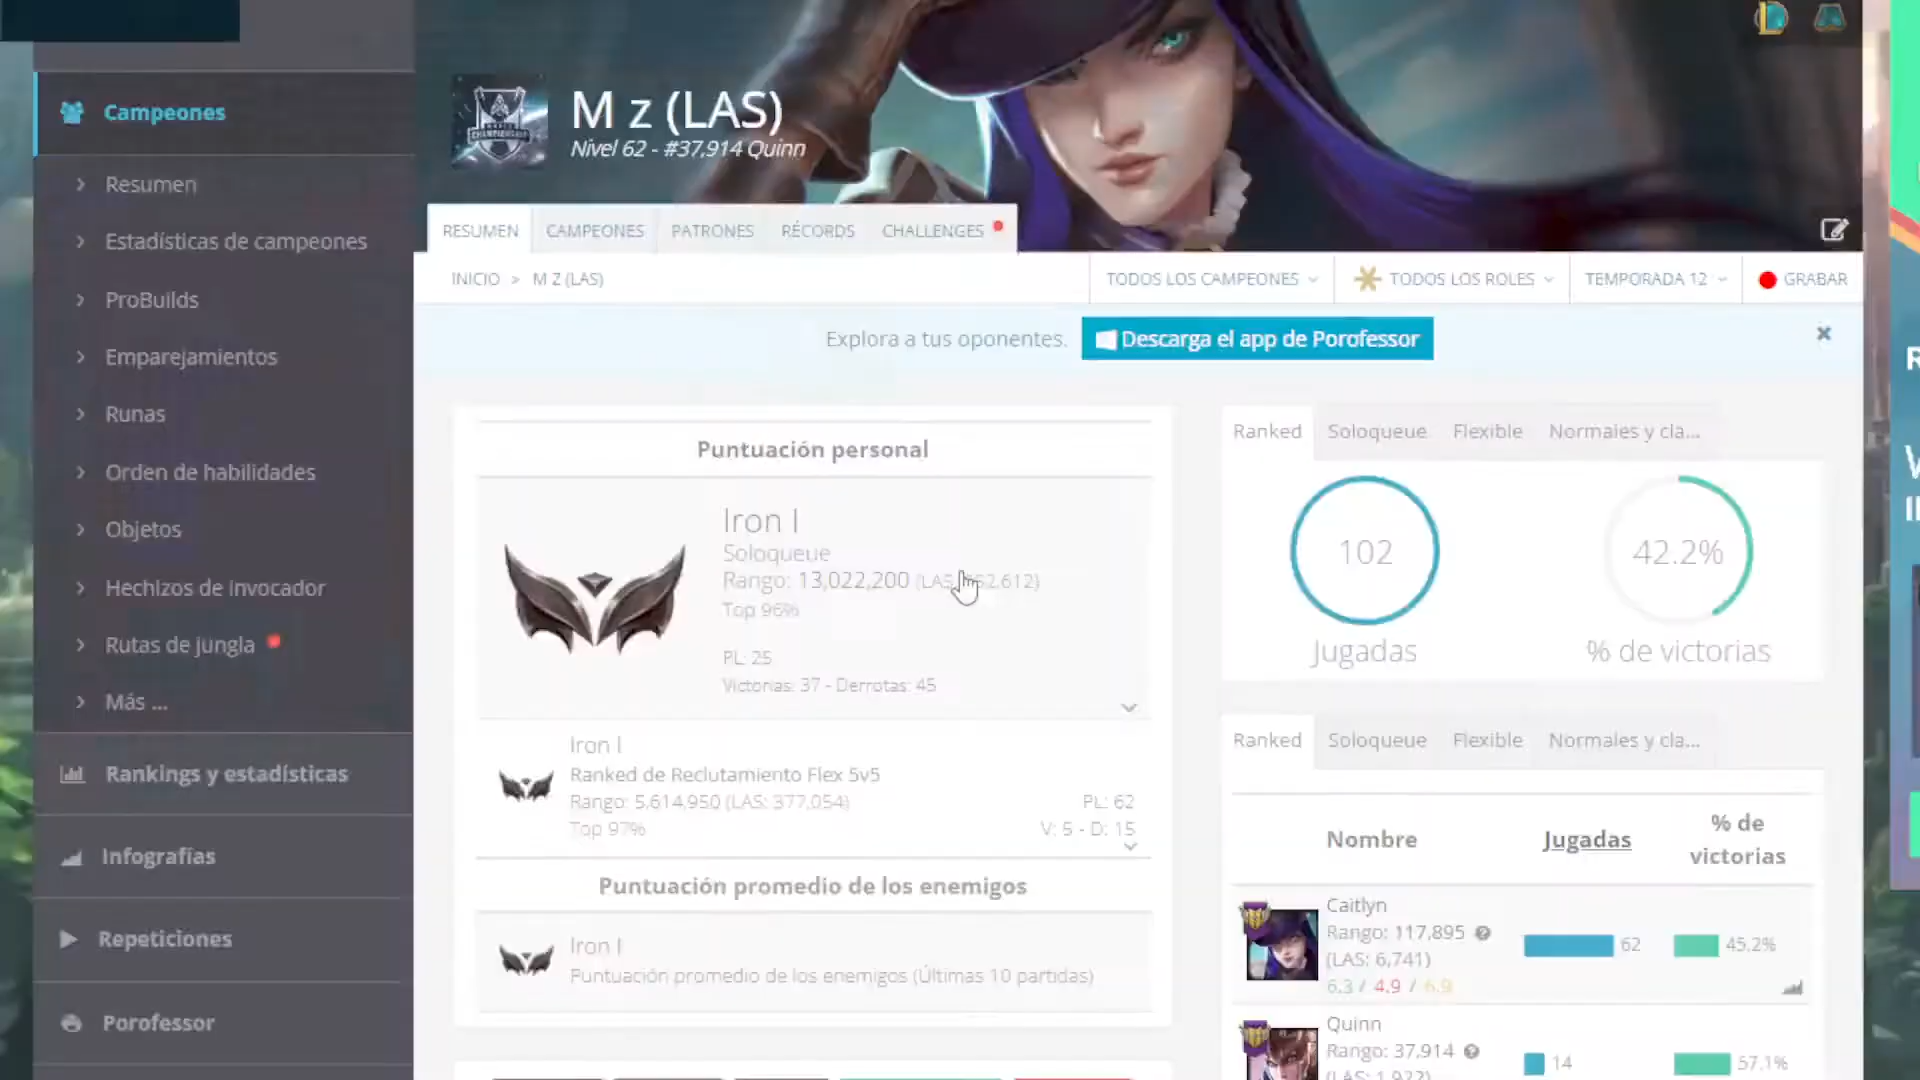 Campeones
Resumen
Estadísticas de campeones
ProBuilds
Emparejamientos
Runas
Orden de habilidades
Objetos
Hechizos de invocador
Rutas de jungla
Más ...
Rankings y estadísticas
Infografías
Repeticiones
Porofessor
M z (LAS)
Nivel 62 - #37,914 Quinn
RESUMEN CAMPEONES PATRONES RÉCORDS CHALLENGES
INICIO > M Z (LAS)
TODOS LOS CAMPEONES TODOS LOS ROLES TEMPORADA 12 GRABAR
Explora a tus oponentes. Descarga el app de Porofessor
Puntuación personal
Iron I
Soloqueue
Rango: 13,022,200 (LAS
Top 96%
PL: 25
Victorias: 37 - Derrotas: 45
Iron I
Ranked de Reclutamiento Flex 5v5
Rango: 5,614,950 (LAS: 377,054)
Top 97%
PL: 62
V: 5 - D: 15
Puntuación promedio de los enemigos
Iron I
Puntuación promedio de los enemigos (Últimas 10 partidas)
Ranked Soloqueue Flexible Normales y cla...
102
Jugadas
42.2%
% de victorias
Ranked Soloqueue Flexible Normales y cla...
Nombre Jugadas % de victorias
Caitlyn
Rango: 117,895
(LAS: 6,741)
6.3 / 4.9 / 6.9
62 45.2%
Quinn
Rango: 37,914
(LAS: 1,922)
14 57.1%